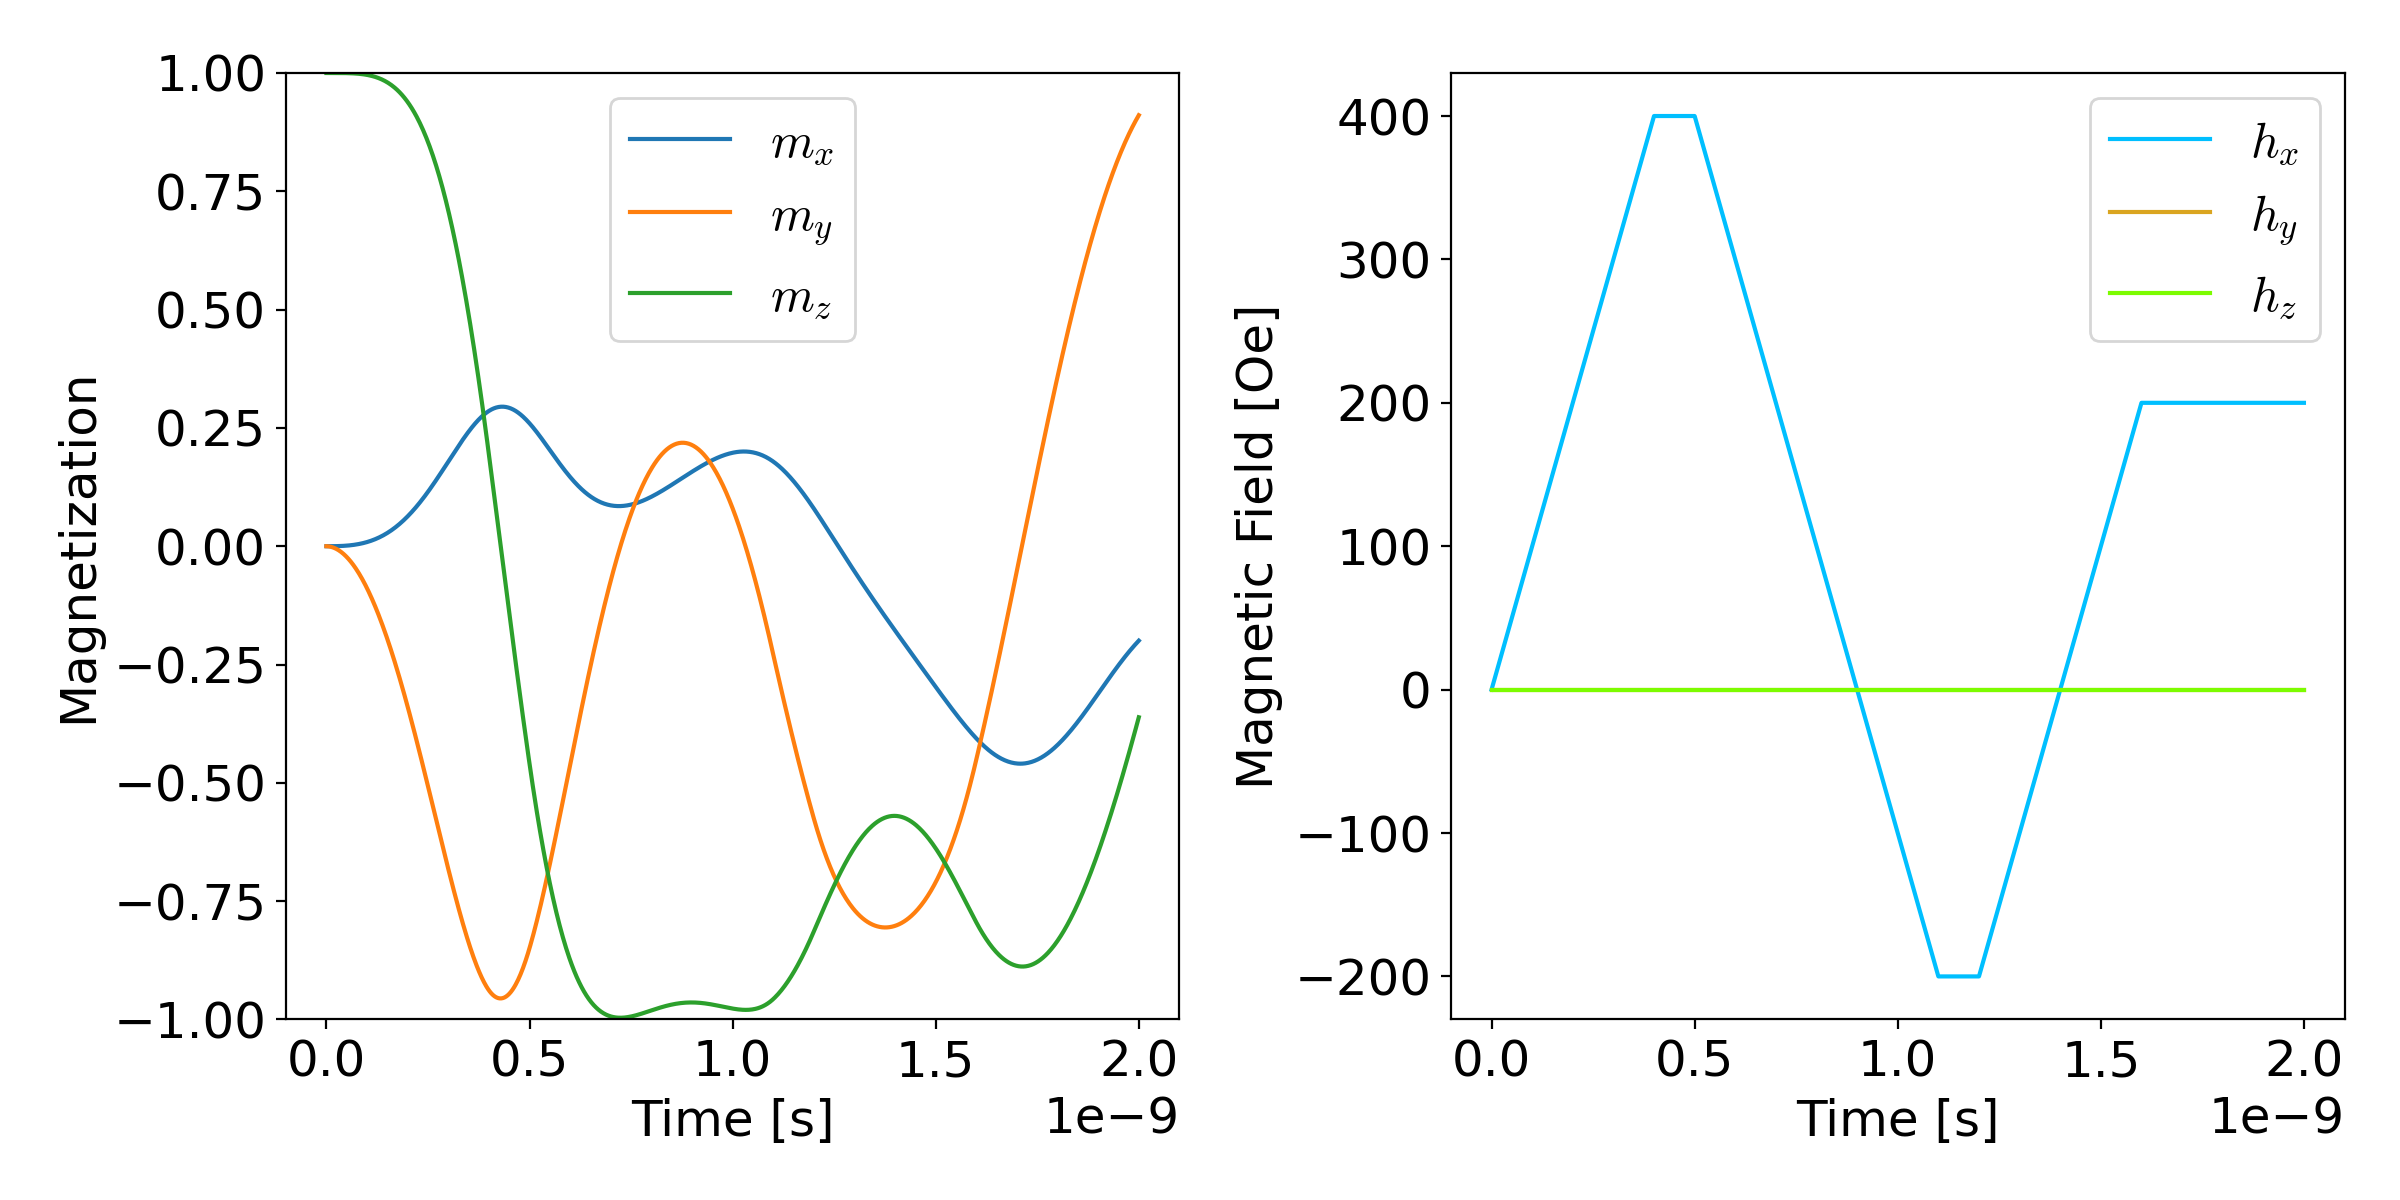 Magnetization
1.00
0.75
0.50
0.25
0.00
−0.25
−0.50
−0.75
−1.00
m_x
m_y
m_z
0.0 0.5 1.0 1.5 2.0
Time [s] 1e−9
Magnetic Field [Oe]
400
300
200
100
0
−100
−200
h_x
h_y
h_z
0.0 0.5 1.0 1.5 2.0
Time [s] 1e−9